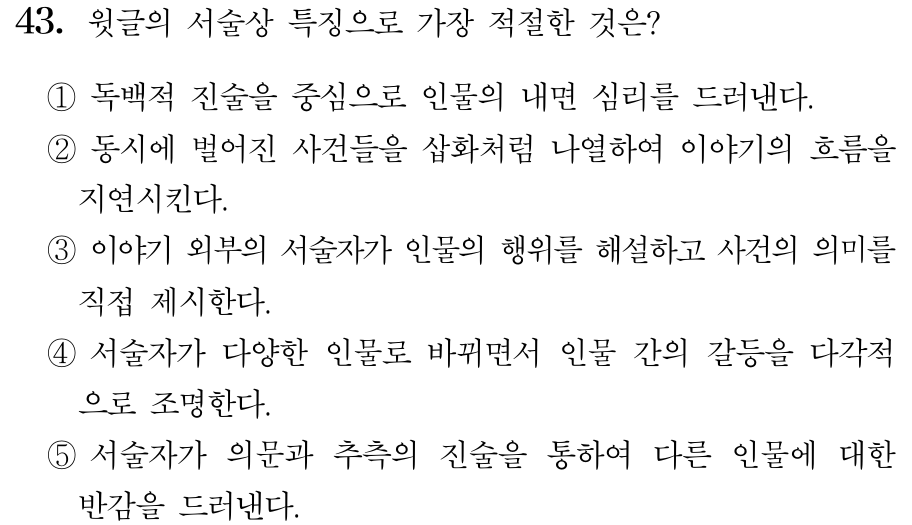 43. 윗글의 서술상 특징으로 가장 적절한 것은?
① 독백적 진술을 중심으로 인물의 내면 심리를 드러낸다.
② 동시에 벌어진 사건들을 삽화처럼 나열하여 이야기의 흐름을
지연시킨다.
③ 이야기 외부의 서술자가 인물의 행위를 해설하고 사건의 의미를
직접 제시한다.
④ 서술자가 다양한 인물로 바뀌면서 인물 간의 갈등을 다각적
으로 조명한다.
⑤ 서술자가 의문과 추측의 진술을 통하여 다른 인물에 대한
반감을 드러낸다.